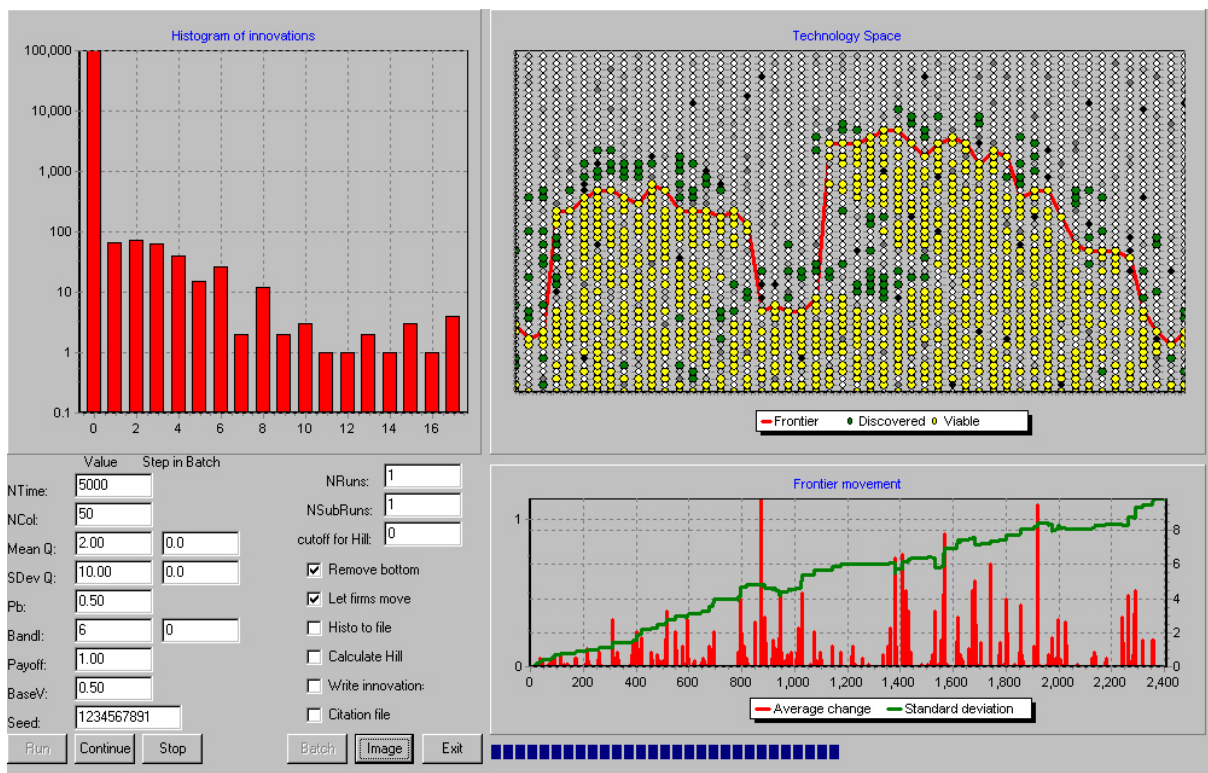 Histogram of innovations
100,000
10,000
1,000
100
10
1
0.1
0 2 4 6 8 10 12 14 16
Technology Space
Frontier Discovered Viable
Value Step in Batch
NTime: 5000
NCol: 50
Mean Q: 2.00 0.0
SDev Q: 10.00 0.0
Pb: 0.50
Bandl: 6 0
Payoff: 1.00
BaseV: 0.50
Seed: 1234567891
NRuns: 1
NSubRuns: 1
cutoff for Hill: 0
Remove bottom
Let firms move
Histo to file
Calculate Hill
Write innovation:
Citation file
Run Continue Stop Batch Image Exit
Frontier movement
1
0
8
6
4
2
0
0 200 400 600 800 1,000 1,200 1,400 1,600 1,800 2,000 2,200 2,400
Average change Standard deviation